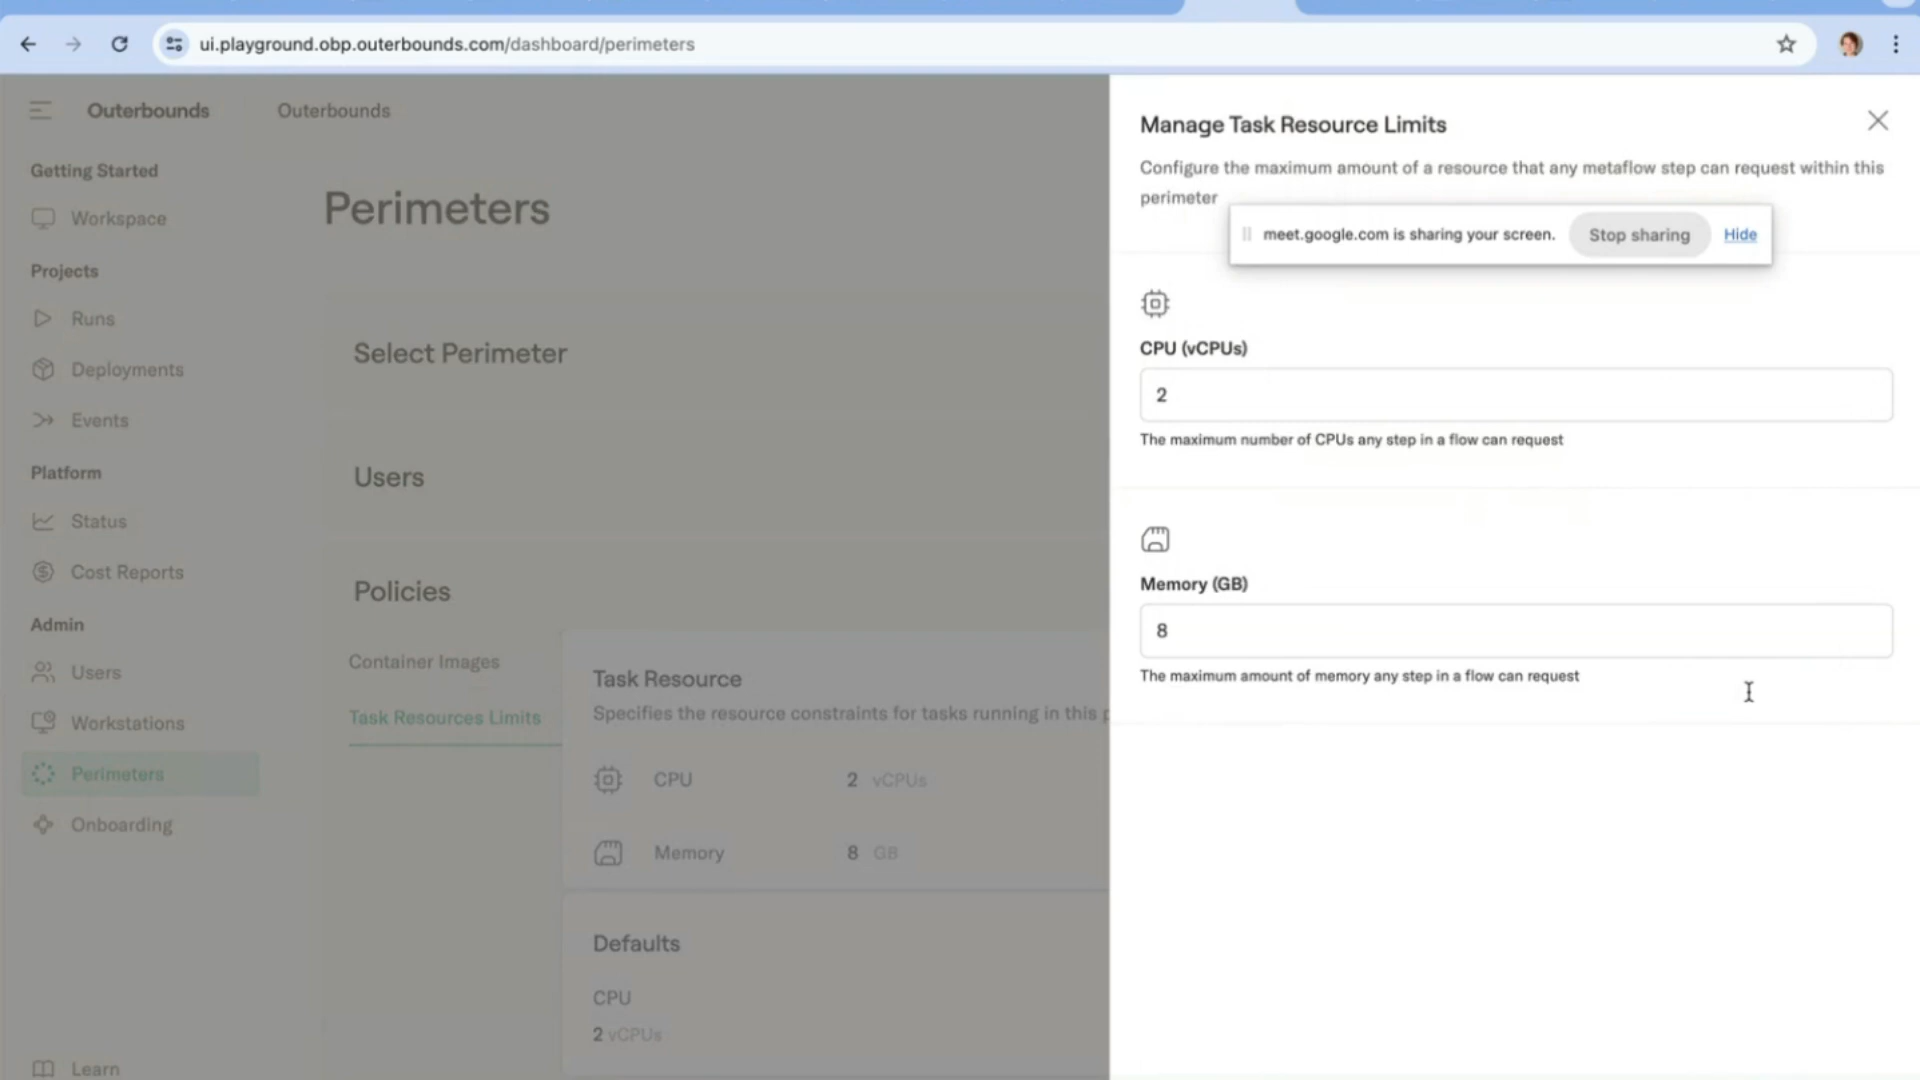 ui.playground.obp.outerbounds.com/dashboard/perimeters
Outerbounds
Outerbounds
Getting Started
Workspace
Projects
Runs
Deployments
Events
Platform
Status
Cost Reports
Admin
Users
Workstations
Perimeters
Onboarding
Learn
Perimeters
Select Perimeter
Users
Policies
Container Images
Task Resources Limits
Task Resource
Specifies the resource constraints for tasks running in this p
CPU 2 vCPUs
Memory 8 GB
Defaults
CPU
2 vCPUs
Manage Task Resource Limits
Configure the maximum amount of a resource that any metaflow step can request within this
perimeter
meet.google.com is sharing your screen. Stop sharing Hide
CPU (vCPUs)
2
The maximum number of CPUs any step in a flow can request
Memory (GB)
8
The maximum amount of memory any step in a flow can request